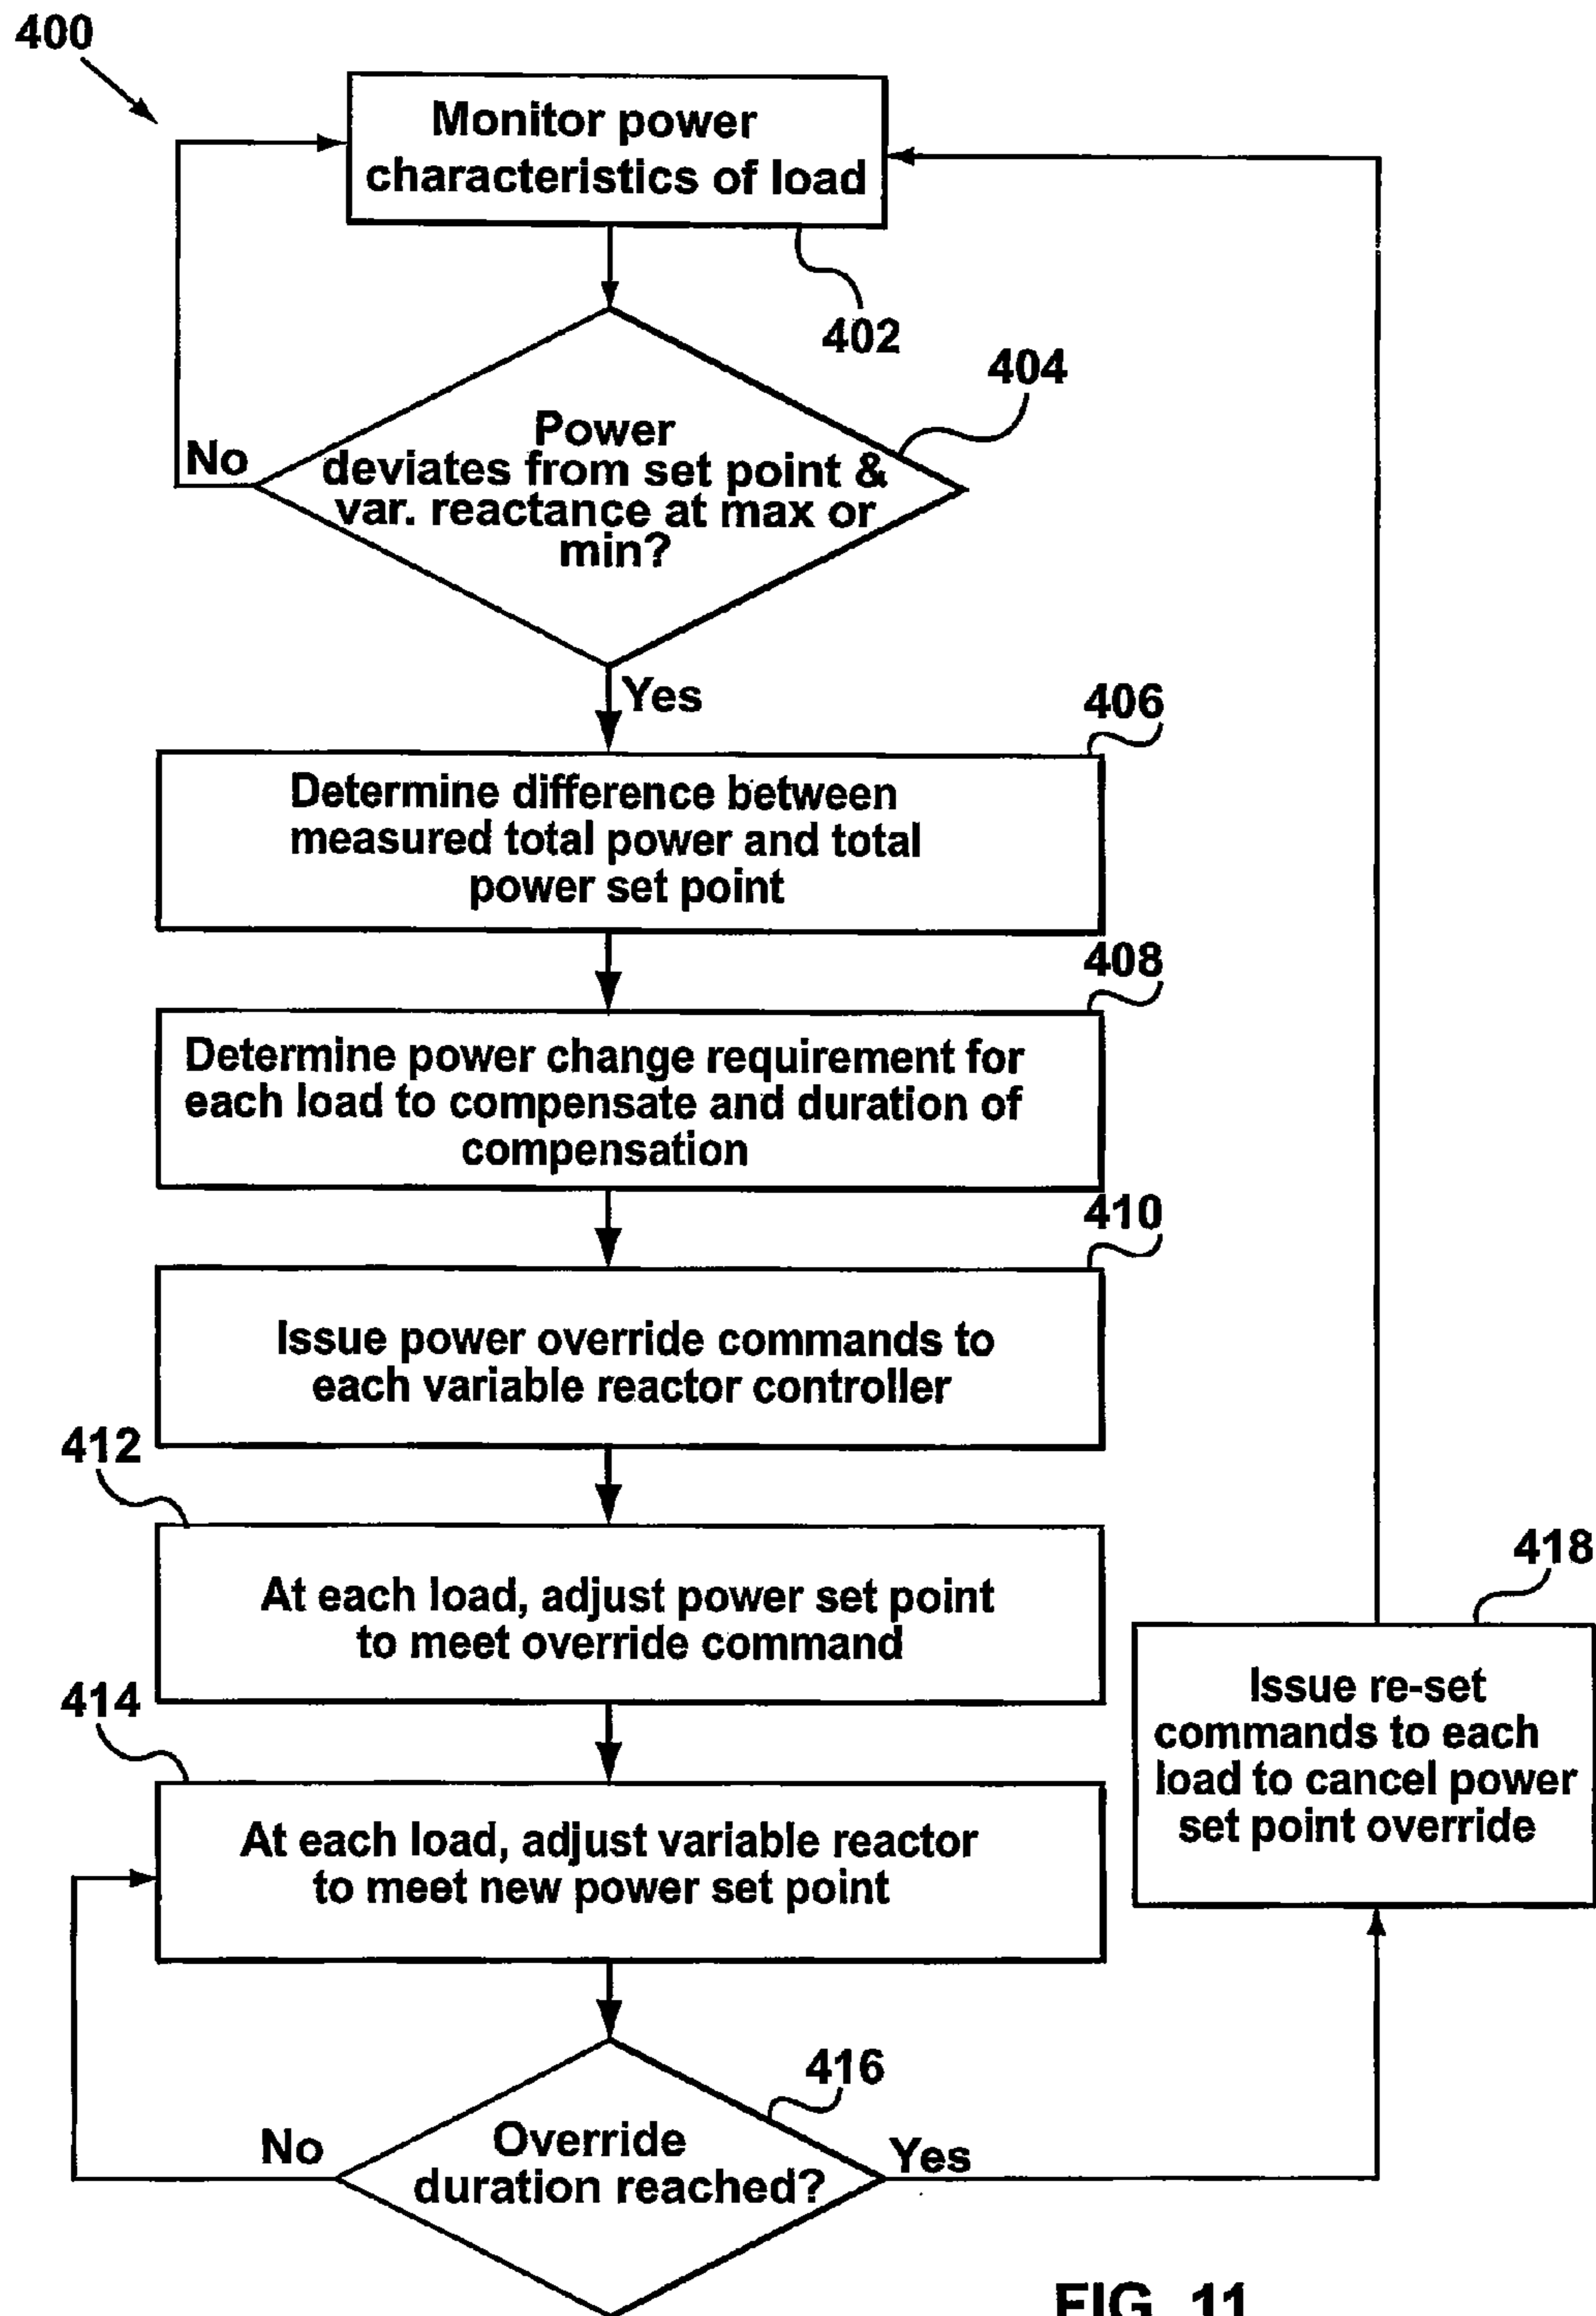 400
Monitor power
characteristics of load
402
404
Power
deviates from set point &
var. reactance at max or
min?
No
Yes
406
Determine difference between
measured total power and total
power set point
408
Determine power change requirement for
each load to compensate and duration of
compensation
410
Issue power override commands to
each variable reactor controller
412
At each load, adjust power set point
to meet override command
414
At each load, adjust variable reactor
to meet new power set point
416
Override
duration reached?
No
Yes
418
Issue re-set
commands to each
load to cancel power
set point override
FIG. 11